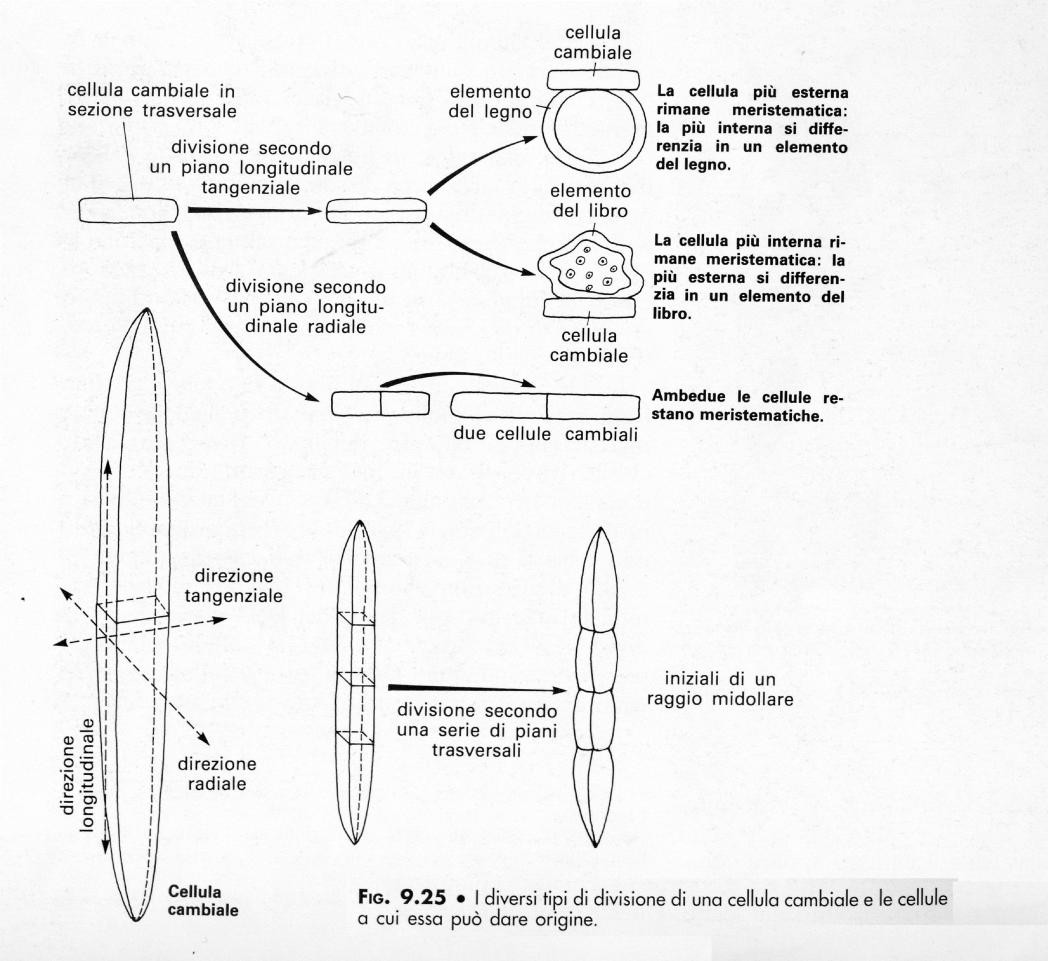 cellula
cambiale
cellula cambiale in
sezione trasversale
elemento
del legno
La cellula più esterna
rimane meristematica:
la più interna si diffe-
renzia in un elemento
del legno.
divisione secondo
un piano longitudinale
tangenziale
elemento
del libro
La cellula più interna ri-
mane meristematica: la
più esterna si differen-
zia in un elemento del
libro.
divisione secondo
un piano longitu-
dinale radiale
cellula
cambiale
Ambedue le cellule re-
stano meristematiche.
due cellule cambiali
direzione
tangenziale
direzione
longitudinale
direzione
radiale
divisione secondo
una serie di piani
trasversali
iniziali di un
raggio midollare
Cellula
cambiale
FIG. 9.25 • I diversi tipi di divisione di una cellula cambiale e le cellule
a cui essa può dare origine.